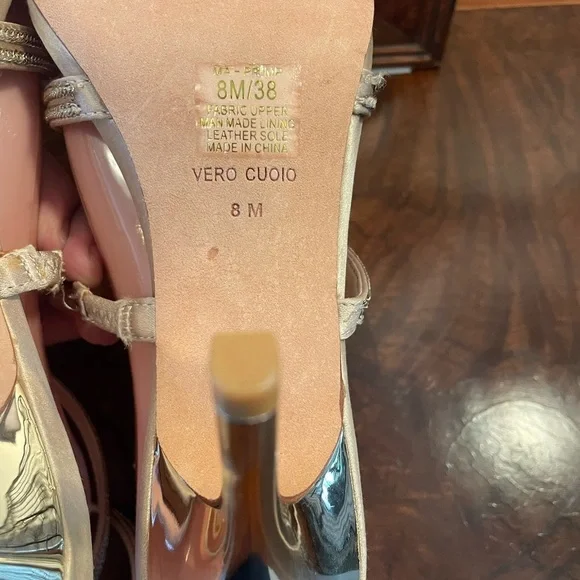 8M/38
FABRIC UPPER
MAN MADE LINING
LEATHER SOLE
MADE IN CHINA
VERO CUOIO
8 M